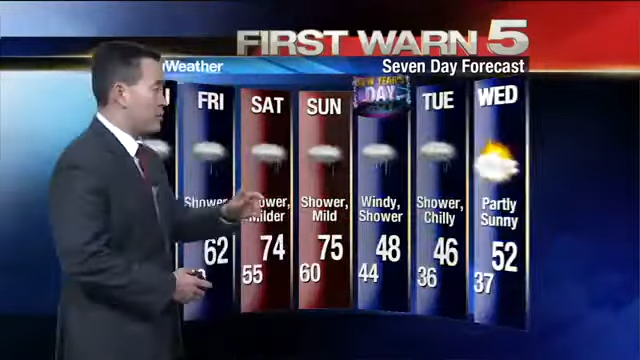 FIRST WARN 5
Weather
Seven Day Forecast
FRI
SAT
SUN
NEW YEAR'S
DAY
TUE
WED
Shower,
Milder
Shower,
Mild
Windy,
Shower
Shower,
Chilly
Partly
Sunny
62
74
55
75
60
48
44
46
36
52
37